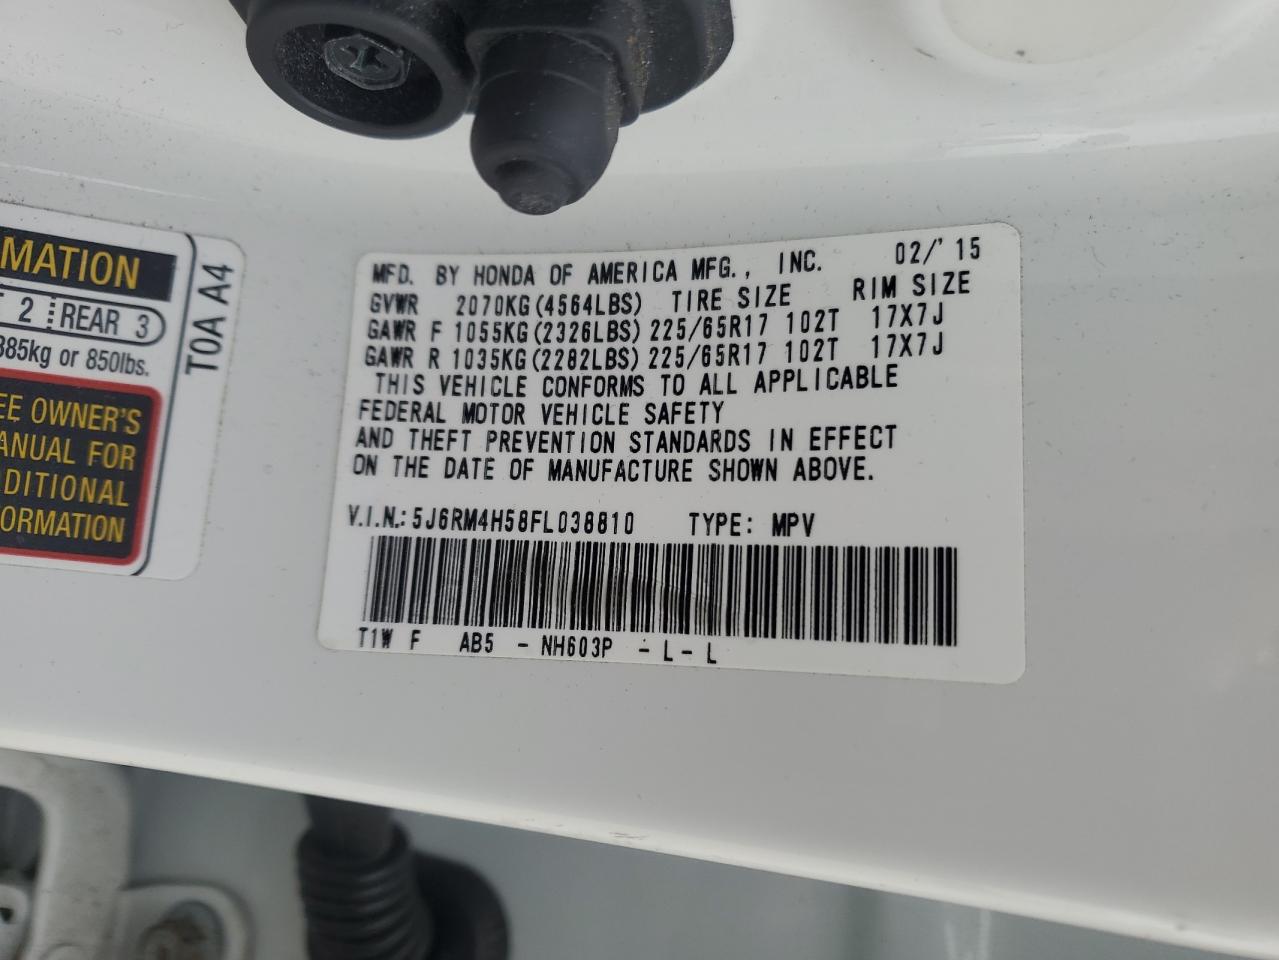 MATION
2 REAR 3
385kg or 850lbs.
EE OWNER'S
ANUAL FOR
DITIONAL
FORMATION
T0A A4
MFD. BY HONDA OF AMERICA MFG., INC. 02/'15
GVWR 2070KG(4564LBS) TIRE SIZE RIM SIZE
GAWR F 1055KG(2326LBS) 225/65R17 102T 17X7J
GAWR R 1035KG(2282LBS) 225/65R17 102T 17X7J
THIS VEHICLE CONFORMS TO ALL APPLICABLE
FEDERAL MOTOR VEHICLE SAFETY
AND THEFT PREVENTION STANDARDS IN EFFECT
ON THE DATE OF MANUFACTURE SHOWN ABOVE.
V.I.N.: 5J6RM4H58FL038810 TYPE: MPV
T1W F AB5 - NH603P - L - L